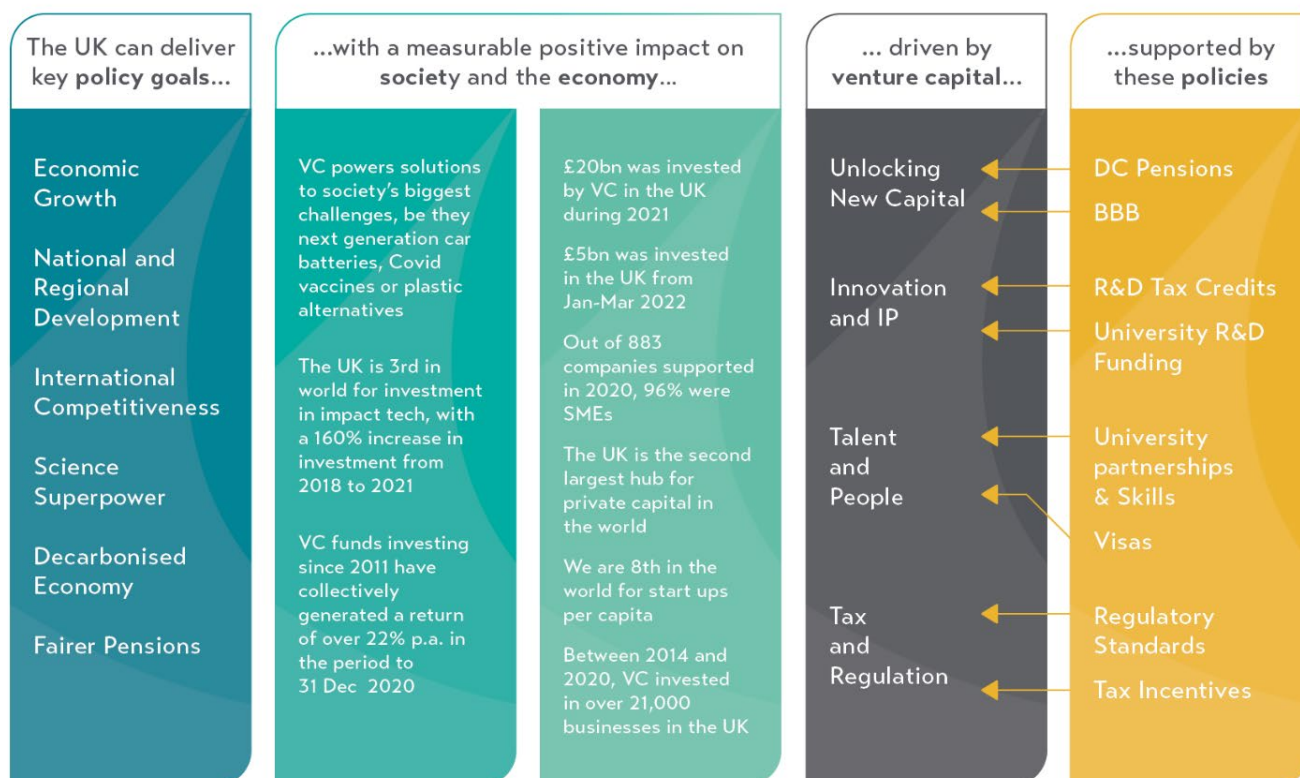 The UK can deliver
key policy goals...
Economic
Growth
National and
Regional
Development
International
Competitiveness
Science
Superpower
Decarbonised
Economy
Fairer Pensions
...with a measurable positive impact on
society and the economy...
VC powers solutions
to society’s biggest
challenges, be they
next generation car
batteries, Covid
vaccines or plastic
alternatives
The UK is 3rd in
world for investment
in impact tech, with
a 160% increase in
investment from
2018 to 2021
VC funds investing
since 2011 have
collectively
generated a return
of over 22% p.a. in
the period to
31 Dec 2020
£20bn was invested
by VC in the UK
during 2021
£5bn was invested
in the UK from
Jan-Mar 2022
Out of 883
companies supported
in 2020, 96% were
SMEs
The UK is the second
largest hub for
private capital in
the world
We are 8th in the
world for start ups
per capita
Between 2014 and
2020, VC invested
in over 21,000
businesses in the UK
... driven by
venture capital...
Unlocking
New Capital
Innovation
and IP
Talent
and
People
Tax
and
Regulation
...supported by
these policies
DC Pensions
BBB
R&D Tax Credits
University R&D
Funding
University
partnerships
& Skills
Visas
Regulatory
Standards
Tax Incentives